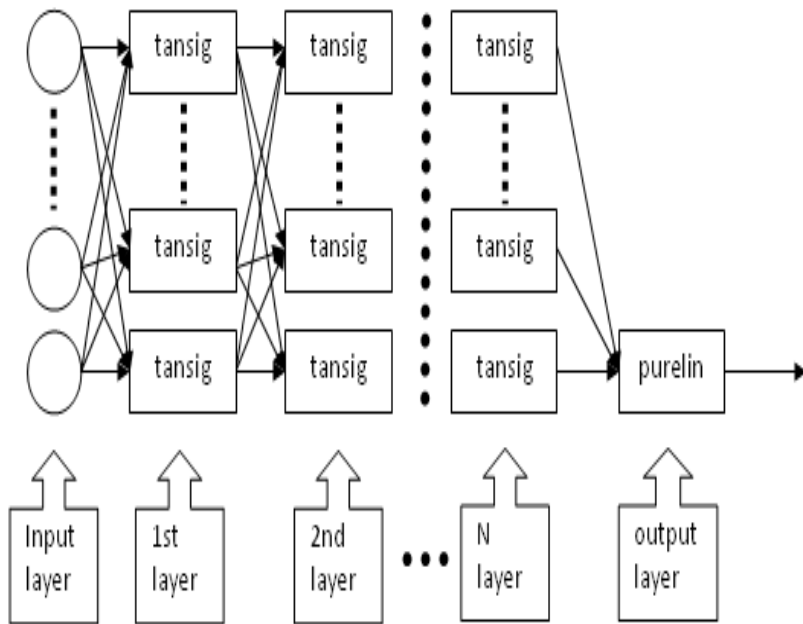 tansig tansig tansig
tansig tansig tansig
tansig tansig tansig purelin
Input layer
1st layer
2nd layer
N layer
output layer